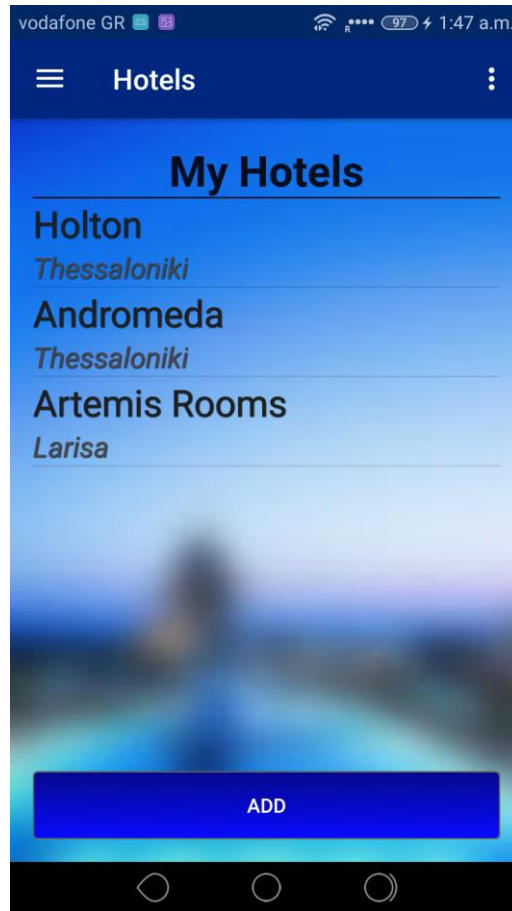 vodafone GR R 97 1:47 a.m.
Hotels
My Hotels
Holton
Thessaloniki
Andromeda
Thessaloniki
Artemis Rooms
Larisa
ADD